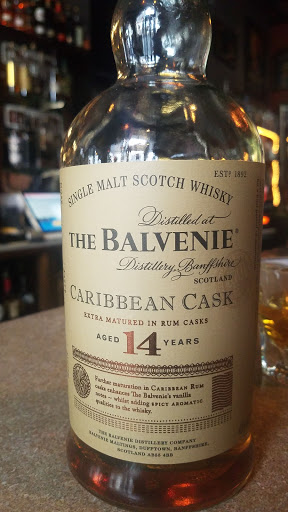 ESTD 1892
SINGLE MALT SCOTCH WHISKY
Distilled at
THE BALVENIE®
Distillery, Banffshire
SCOTLAND
CARIBBEAN CASK
EXTRA MATURED IN RUM CASKS
AGED 14 YEARS
Further maturation in CARIBBEAN RUM
casks enhances The Balvenie's vanilla
notes – whilst adding SPICY AROMATIC
qualities to the whisky.
THE BALVENIE DISTILLERY COMPANY
BALVENIE MALTINGS, DUFFTOWN, BANFFSHIRE,
SCOTLAND AB55 4BB